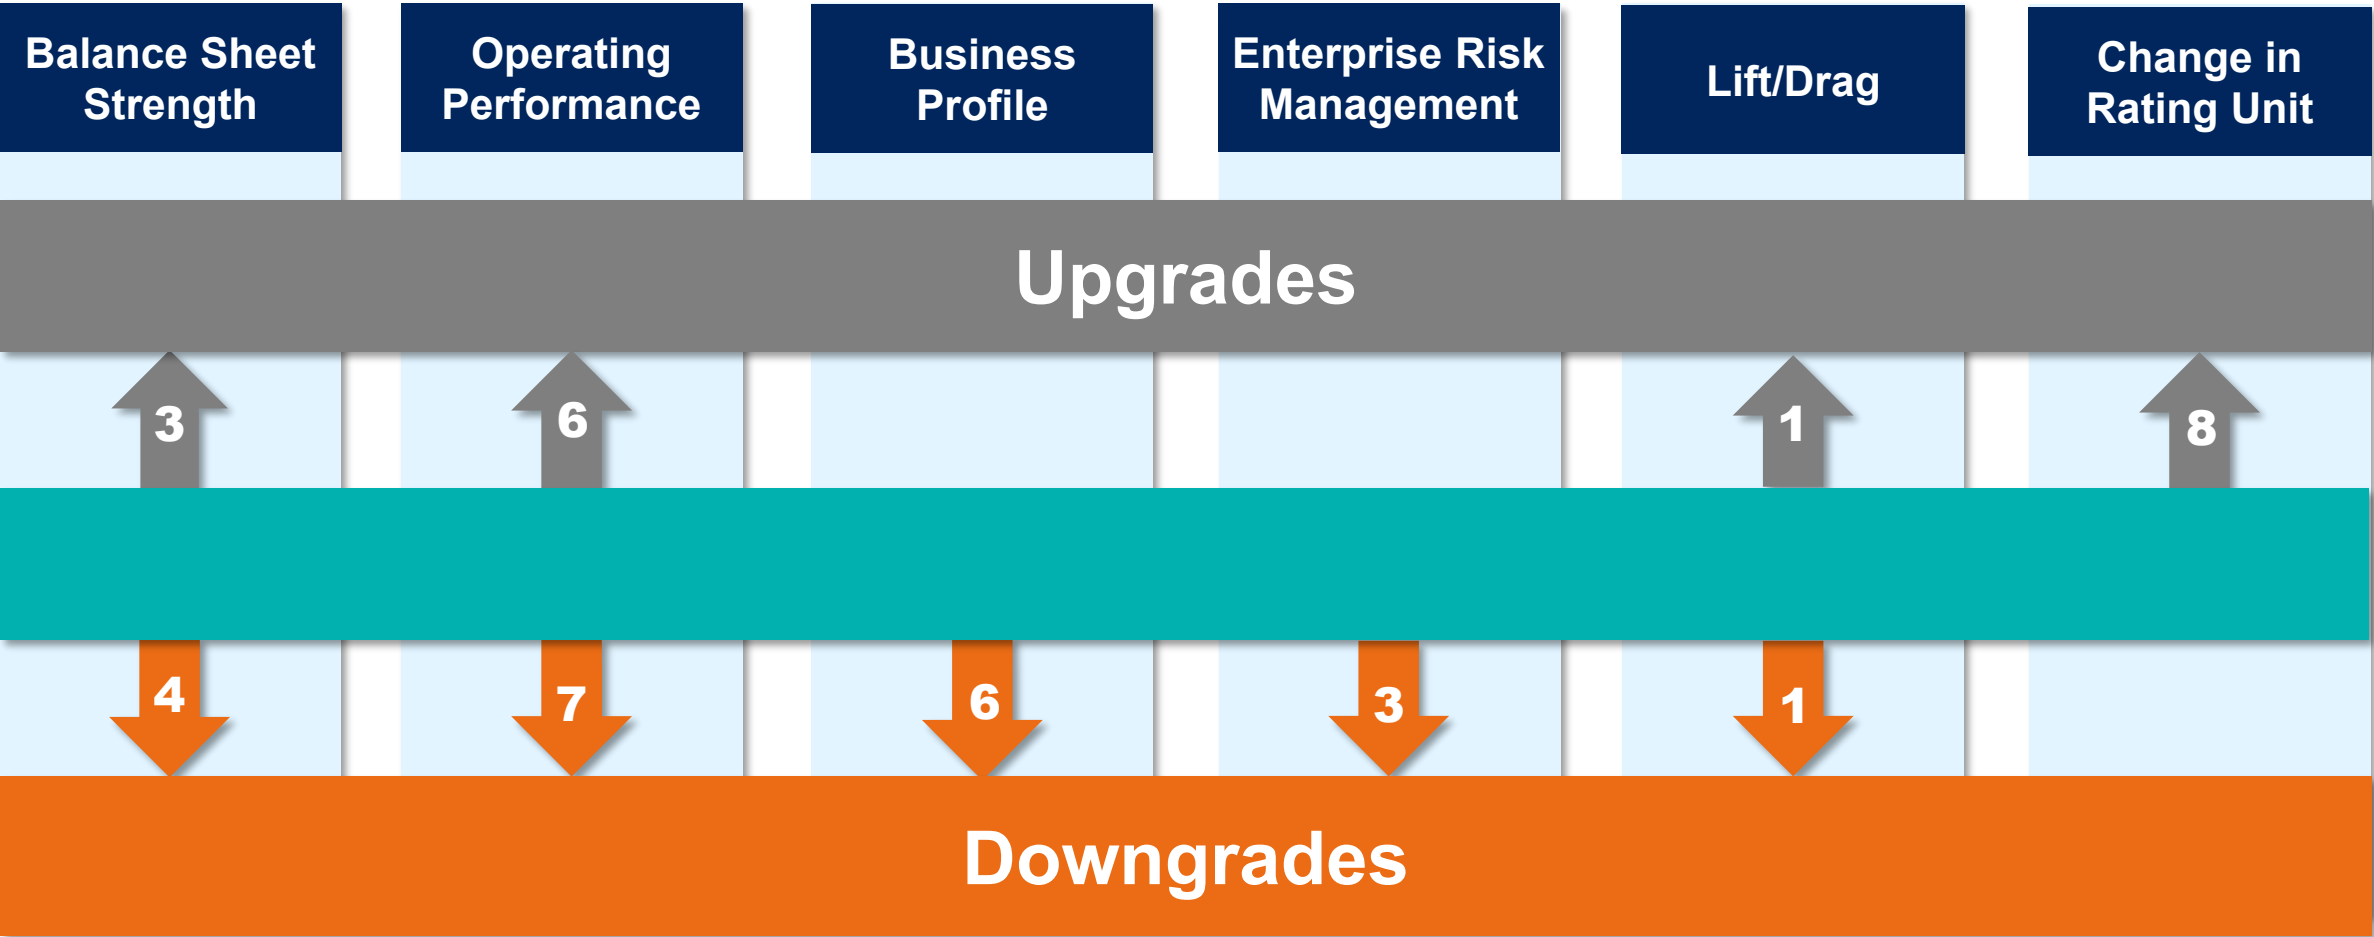 Balance Sheet
Strength
Operating
Performance
Business
Profile
Enterprise Risk
Management
Lift/Drag
Change in
Rating Unit
Upgrades
3
6
1
8
4
7
6
3
1
Downgrades